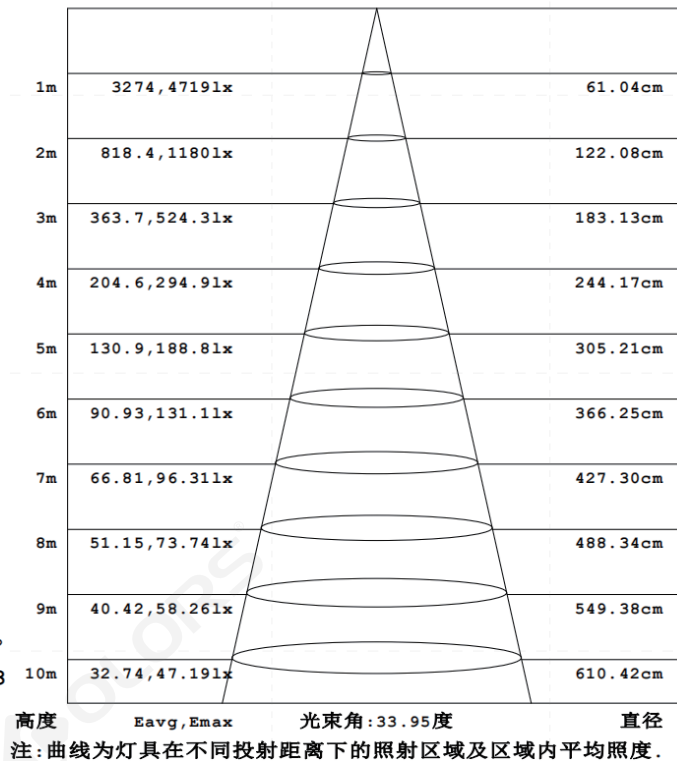 1m 3274,4719lx 61.04cm
2m 818.4,1180lx 122.08cm
3m 363.7,524.3lx 183.13cm
4m 204.6,294.9lx 244.17cm
5m 130.9,188.8lx 305.21cm
6m 90.93,131.1lx 366.25cm
7m 66.81,96.31lx 427.30cm
8m 51.15,73.74lx 488.34cm
9m 40.42,58.26lx 549.38cm
10m 32.74,47.19lx 610.42cm
高度 Eavg,Emax 光束角:33.95度 直径
注:曲线为灯具在不同投射距离下的照射区域及区域内平均照度.